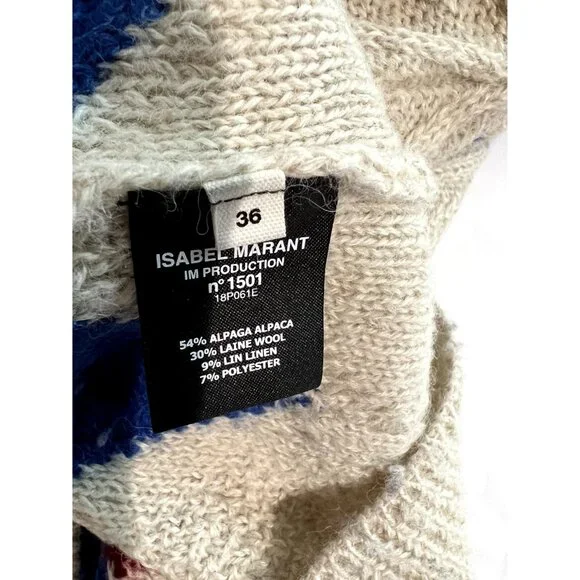 36
ISABEL MARANT
IM PRODUCTION
n° 1501
18P061E
54% ALPAGA ALPACA
30% LAINE WOOL
9% LIN LINEN
7% POLYESTER